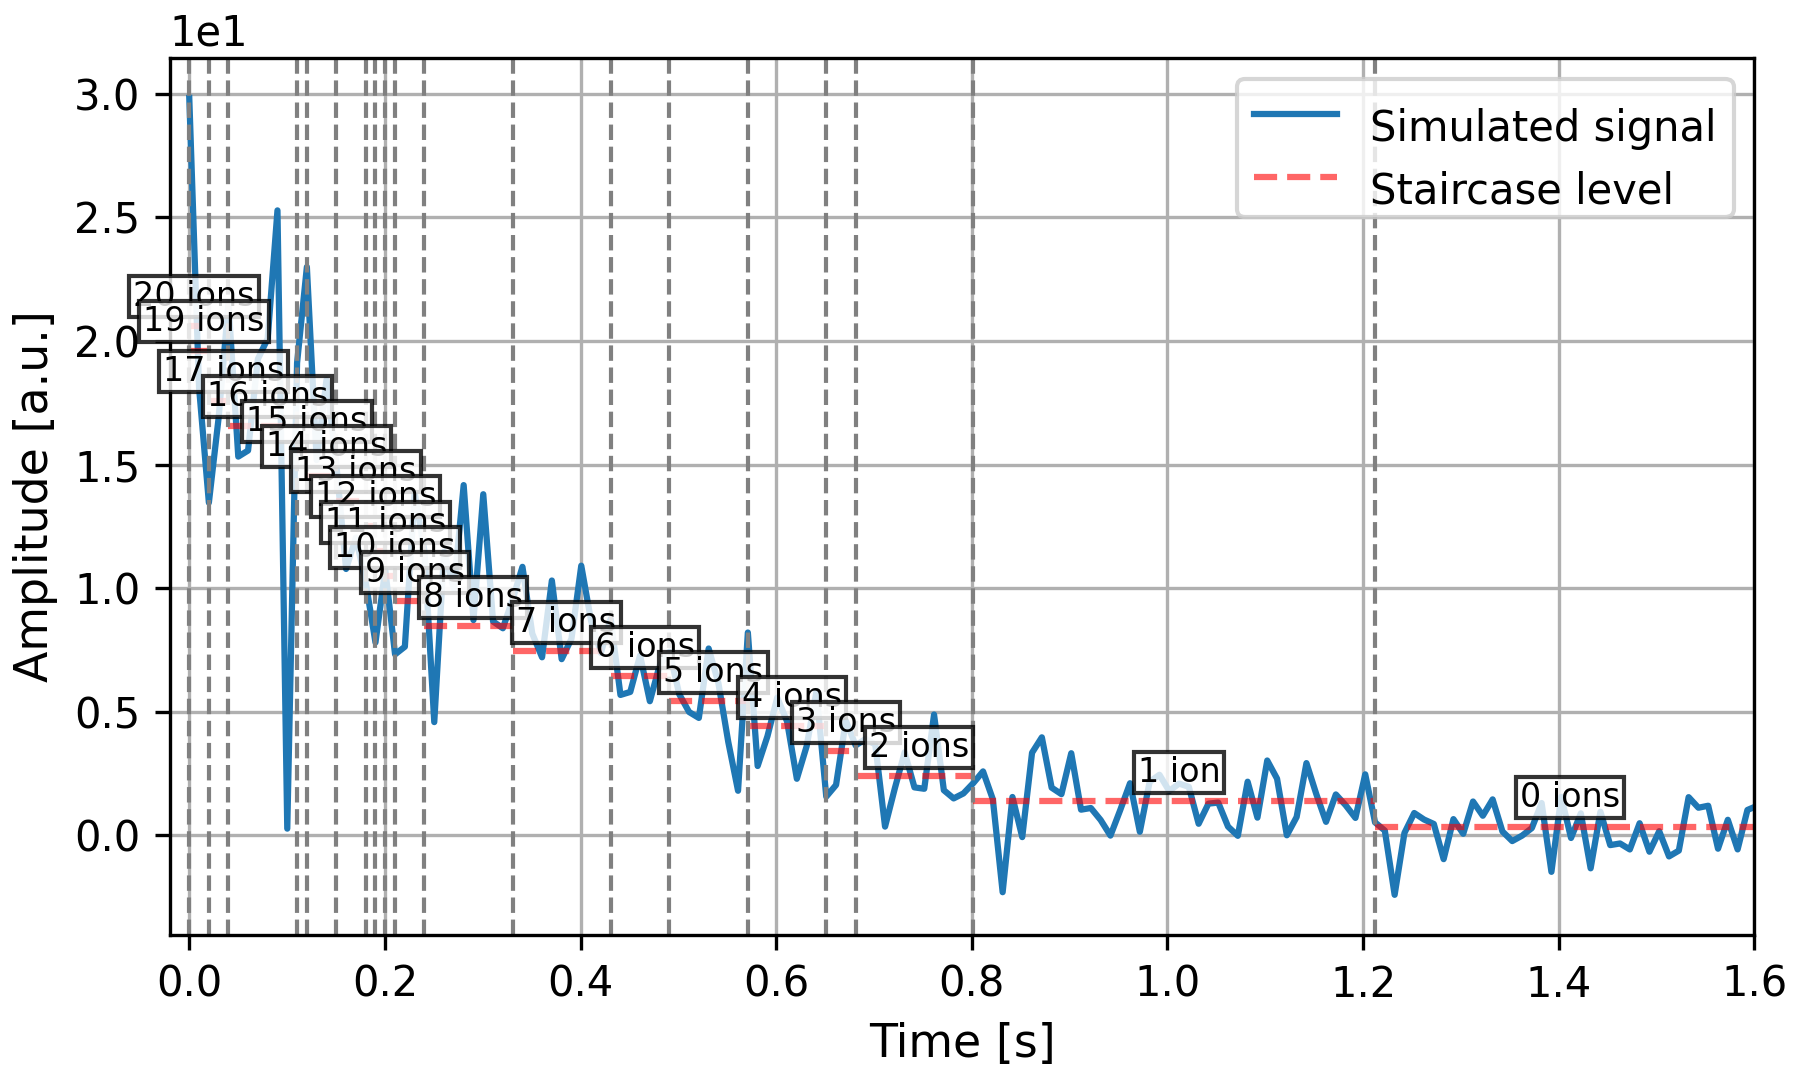 1e1
3.0
2.5
2.0
1.5
1.0
0.5
0.0
Amplitude [a.u.]
Simulated signal
Staircase level
20 ions
19 ions
17 ions
16 ions
15 ions
14 ions
13 ions
12 ions
11 ions
10 ions
9 ions
8 ions
7 ions
6 ions
5 ions
4 ions
3 ions
2 ions
1 ion
0 ions
0.0 0.2 0.4 0.6 0.8 1.0 1.2 1.4 1.6
Time [s]